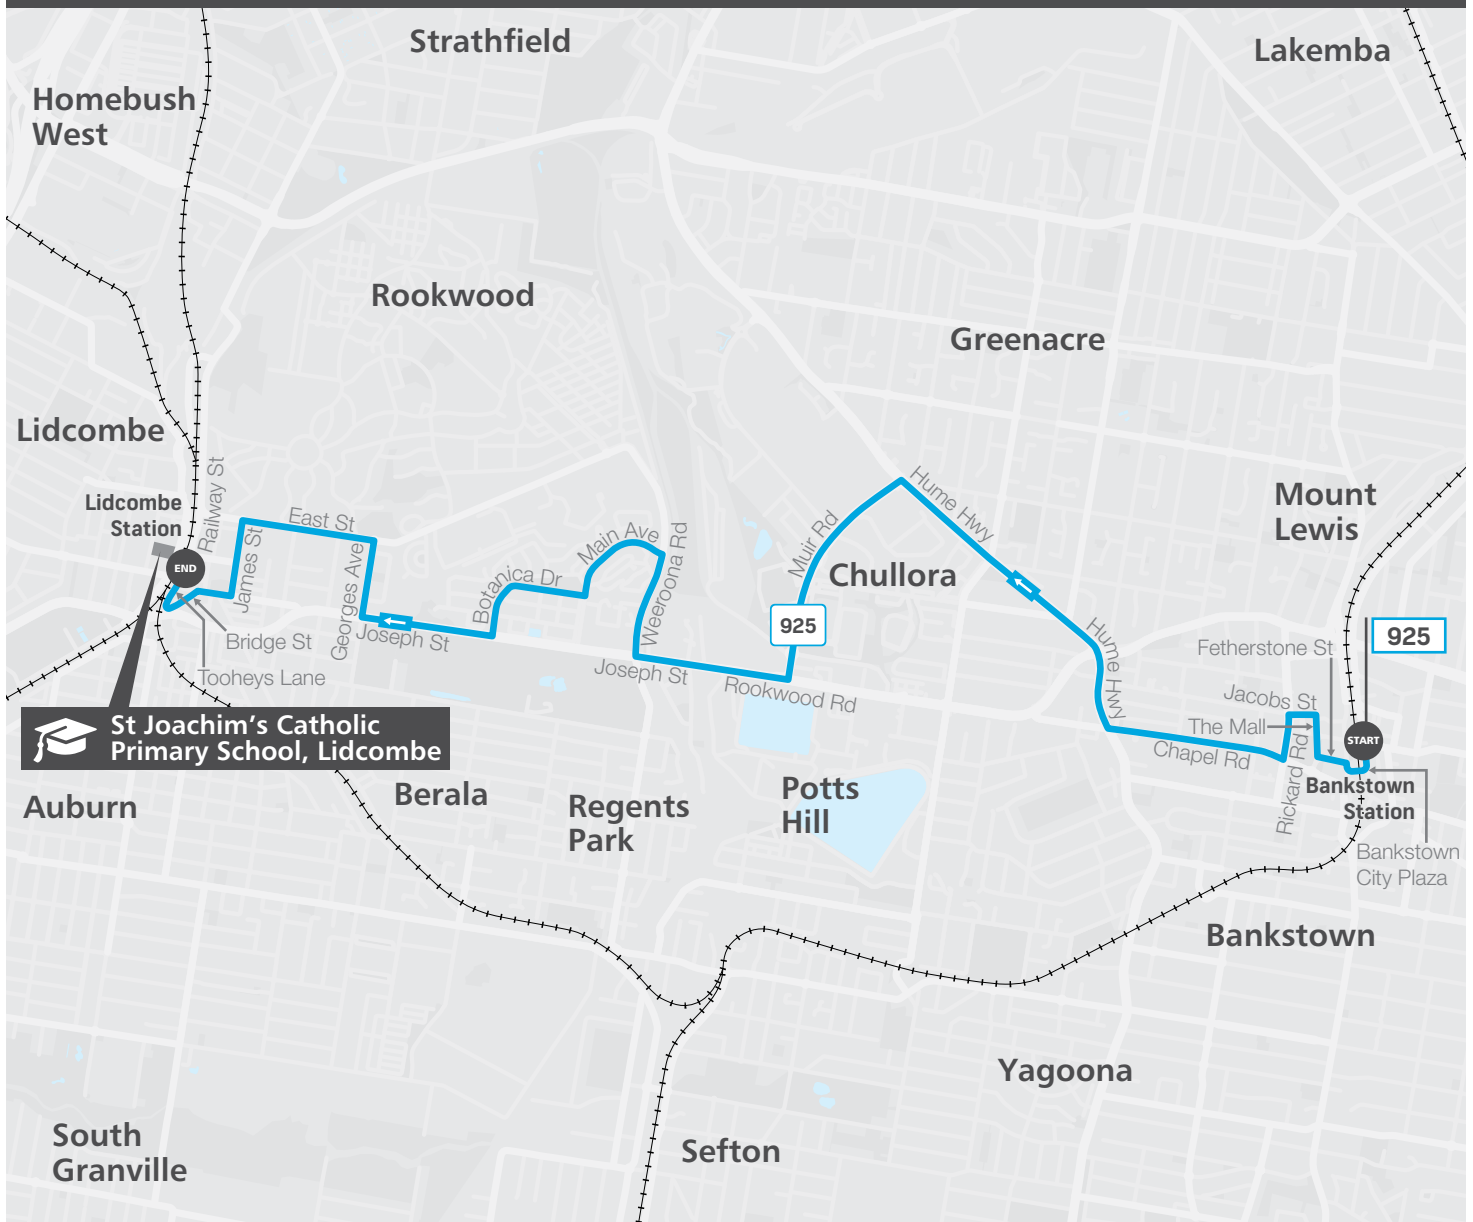 Strathfield
Lakemba
Homebush
West
Rookwood
Greenacre
Lidcombe
Railway St
Lidcombe
Station
East St
James St
Georges Ave
END
Main Ave
Botanica Dr
Weeroona Rd
Muir Rd
Hume Hwy
Chullora
Mount
Lewis
Bridge St
Joseph St
925
Hume Hwy
Fetherstone St
925
Tooheys Lane
Joseph St
Rookwood Rd
Jacobs St
The Mall
St Joachim’s Catholic
Primary School, Lidcombe
START
Chapel Rd
Rickard Rd
Bankstown
Station
Auburn
Berala
Regents
Park
Potts
Hill
Bankstown
City Plaza
Bankstown
Yagoona
South
Granville
Sefton